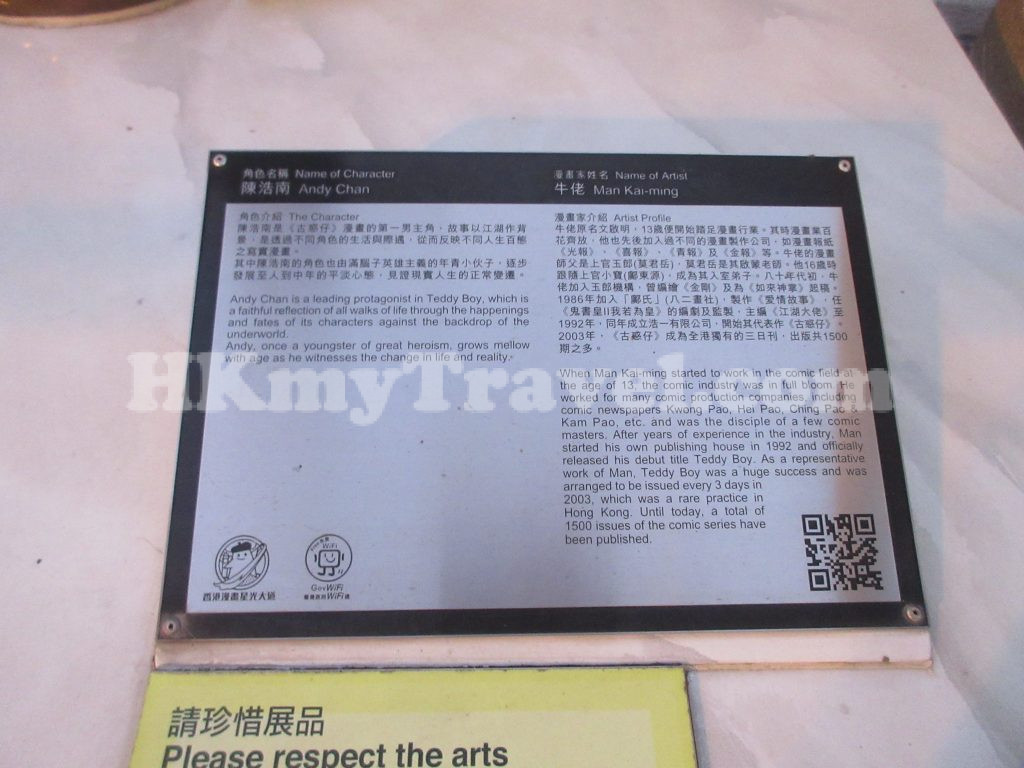 角色名稱 Name of Character
陳浩南 Andy Chan
漫畫家姓名 Name of Artist
牛佬 Man Kai-ming
角色介紹 The Character
陳浩南是《古惑仔》漫畫的第一男主角，故事以江湖作背
景，是透過不同角色的生活與際遇，從而反映不同人生百態
之寫實漫畫。
其中陳浩南的角色也由滿腦子英雄主義的年青小伙子，逐步
發展至人到中年的平淡心態，見證現實人生的正常變遷。
Andy Chan is a leading protagonist in Teddy Boy, which is
a faithful reflection of all walks of life through the happenings
and fates of its characters against the backdrop of the
underworld.
Andy, once a youngster of great heroism, grows mellow
with age as he witnesses the change in life and reality.
漫畫家介紹 Artist Profile
牛佬原名文啟明，13歲便開始踏足漫畫行業。其時漫畫業百
花齊放，他也先後加入過不同的漫畫製作公司，如漫畫報紙
《光報》、《喜報》、《青報》及《金報》等。牛佬的漫畫
師父是上官玉郎(莫君岳)，莫君岳是其啟蒙老師。他16歲時
跟隨上官小寶(鄺東源)，成為其入室弟子。八十年代初，牛
佬加入玉郎機構，曾編繪《金剛》及為《如來神掌》起稿。
1986年加入「鄺氏」(八二畫社)，製作《愛情故事》，任
《鬼書皇II我若為皇》的編劇及監製，主編《江湖大佬》至
1992年，同年成立浩一有限公司，開始其代表作《古惑仔》。
2003年，《古惑仔》成為全港獨有的三日刊，出版共1500
期之多。
When Man Kai-ming started to work in the comic field at
the age of 13, the comic industry was in full bloom. He
worked for many comic production companies, including
comic newspapers Kwong Pao, Hei Pao, Ching Pao &
Kam Pao, etc. and was the disciple of a few comic
masters. After years of experience in the industry, Man
started his own publishing house in 1992 and officially
released his debut title Teddy Boy. As a representative
work of Man, Teddy Boy was a huge success and was
arranged to be issued every 3 days in
2003, which was a rare practice in
Hong Kong. Until today, a total of
1500 issues of the comic series have
been published.
香港漫畫星光大道
Free 免費 WiFi
GovWiFi
香港政府WiFi通
HKmyTravel.com
請珍惜展品
Please respect the arts